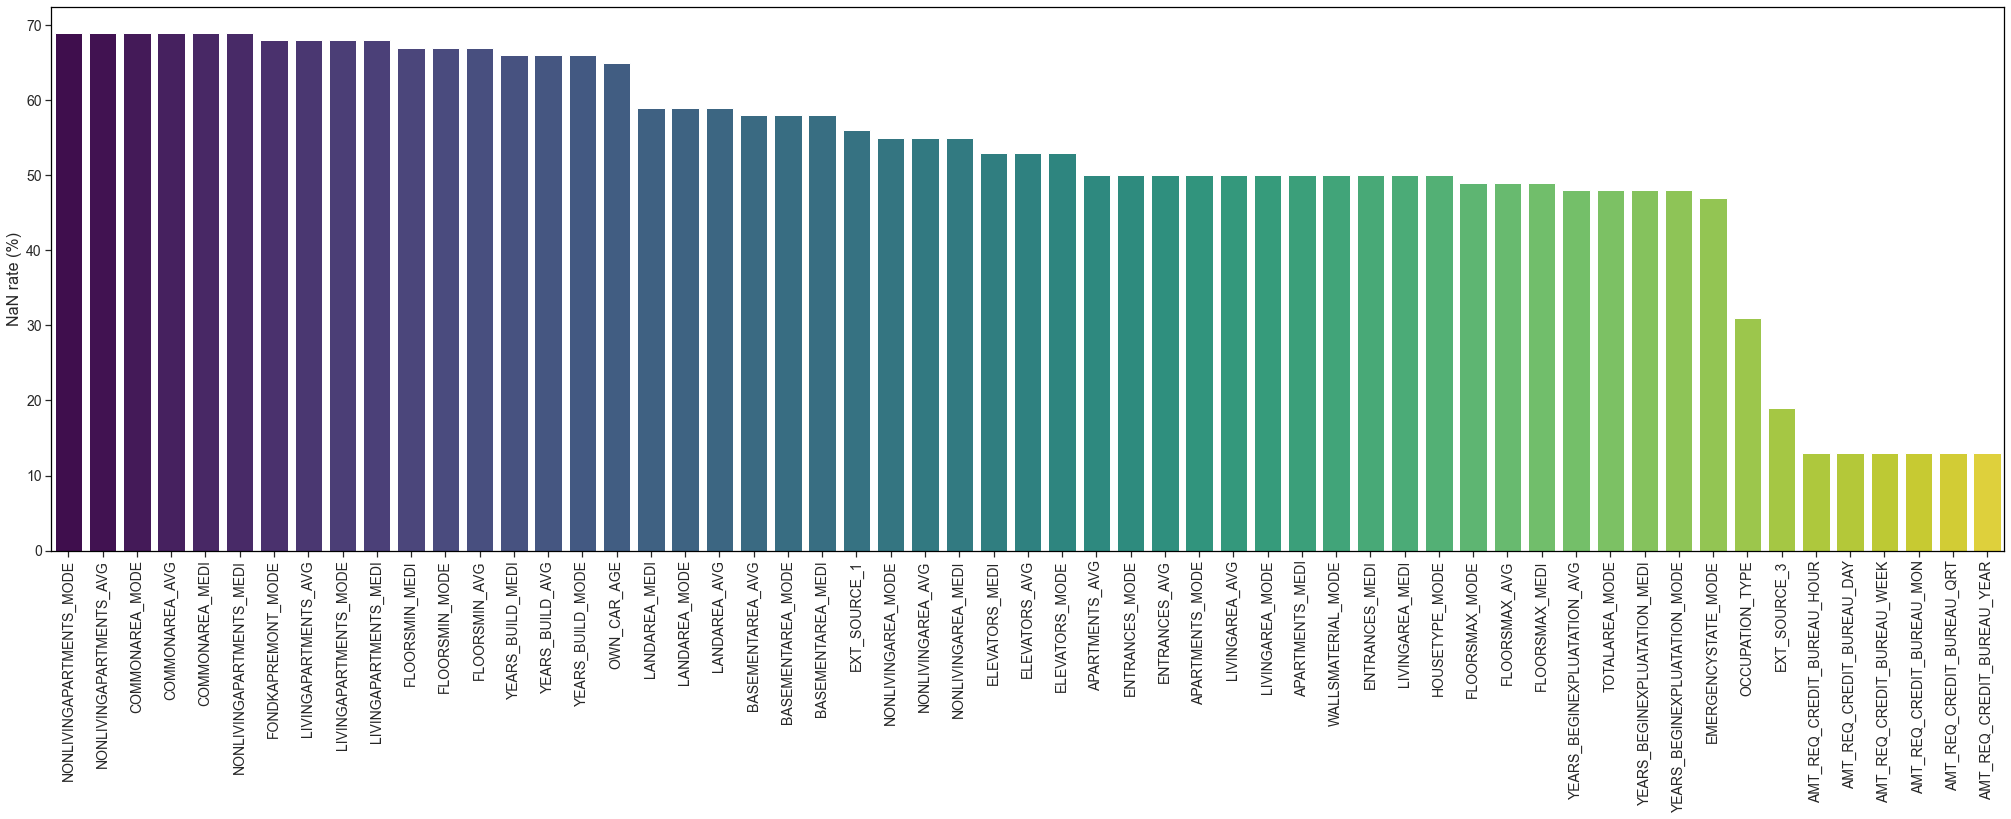 70
60
50
40
30
20
10
0
NaN rate (%)
NONLIVINGAPARTMENTS_MODE
NONLIVINGAPARTMENTS_AVG
COMMONAREA_MODE
COMMONAREA_AVG
COMMONAREA_MEDI
NONLIVINGAPARTMENTS_MEDI
FONDKAPREMONT_MODE
LIVINGAPARTMENTS_AVG
LIVINGAPARTMENTS_MODE
LIVINGAPARTMENTS_MEDI
FLOORSMIN_MEDI
FLOORSMIN_MODE
FLOORSMIN_AVG
YEARS_BUILD_MEDI
YEARS_BUILD_AVG
YEARS_BUILD_MODE
OWN_CAR_AGE
LANDAREA_MEDI
LANDAREA_MODE
LANDAREA_AVG
BASEMENTAREA_AVG
BASEMENTAREA_MODE
BASEMENTAREA_MEDI
EXT_SOURCE_1
NONLIVINGAREA_MODE
NONLIVINGAREA_AVG
NONLIVINGAREA_MEDI
ELEVATORS_MEDI
ELEVATORS_AVG
ELEVATORS_MODE
APARTMENTS_AVG
ENTRANCES_MODE
ENTRANCES_AVG
APARTMENTS_MODE
LIVINGAREA_AVG
LIVINGAREA_MODE
APARTMENTS_MEDI
WALLSMATERIAL_MODE
ENTRANCES_MEDI
LIVINGAREA_MEDI
HOUSETYPE_MODE
FLOORSMAX_MODE
FLOORSMAX_AVG
FLOORSMAX_MEDI
YEARS_BEGINEXPLUATATION_AVG
TOTALAREA_MODE
YEARS_BEGINEXPLUATATION_MEDI
YEARS_BEGINEXPLUATATION_MODE
EMERGENCYSTATE_MODE
OCCUPATION_TYPE
EXT_SOURCE_3
AMT_REQ_CREDIT_BUREAU_HOUR
AMT_REQ_CREDIT_BUREAU_DAY
AMT_REQ_CREDIT_BUREAU_WEEK
AMT_REQ_CREDIT_BUREAU_MON
AMT_REQ_CREDIT_BUREAU_QRT
AMT_REQ_CREDIT_BUREAU_YEAR